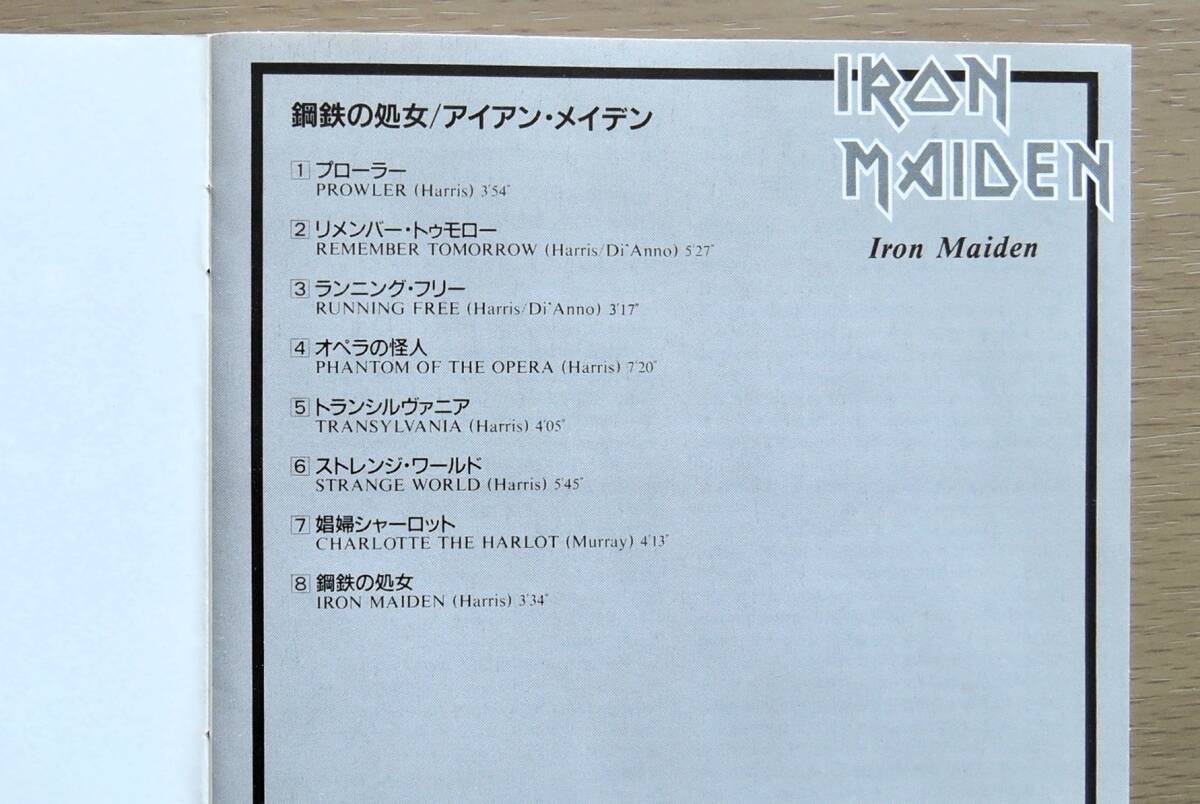 鋼鉄の処女/アイアン・メイデン
IRON
MAIDEN
Iron Maiden
1 プローラー
PROWLER (Harris) 3'54"
2 リメンバー・トゥモロー
REMEMBER TOMORROW (Harris/Di'Anno) 5'27"
3 ランニング・フリー
RUNNING FREE (Harris/Di'Anno) 3'17"
4 オペラの怪人
PHANTOM OF THE OPERA (Harris) 7'20"
5 トランシルヴァニア
TRANSYLVANIA (Harris) 4'05"
6 ストレンジ・ワールド
STRANGE WORLD (Harris) 5'45"
7 娼婦シャーロット
CHARLOTTE THE HARLOT (Murray) 4'13"
8 鋼鉄の処女
IRON MAIDEN (Harris) 3'34"